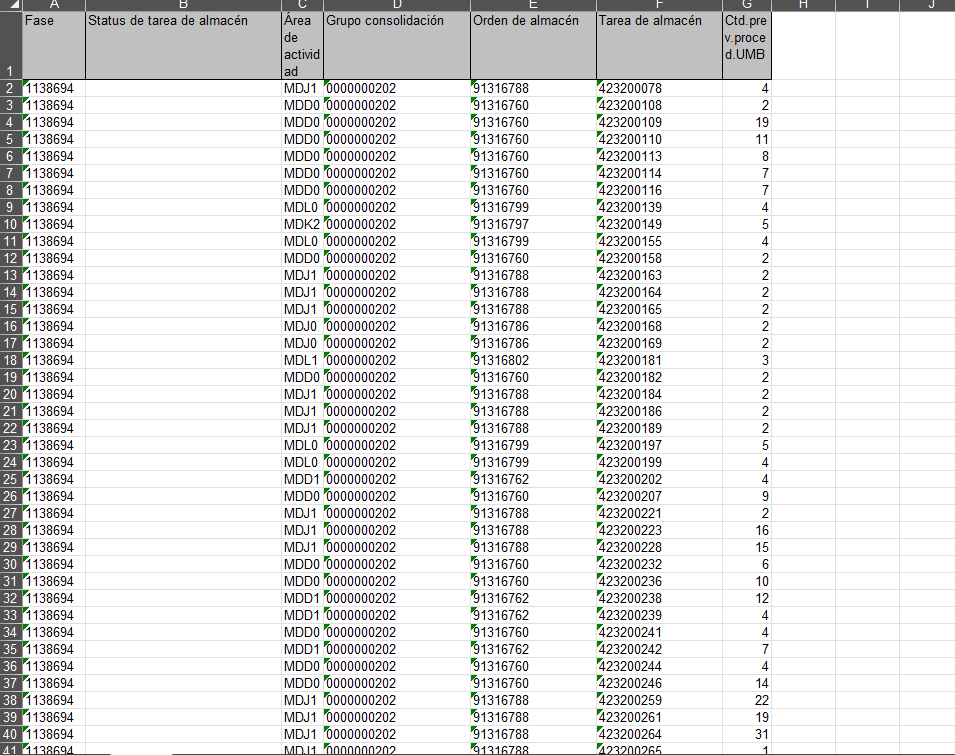 A B C D E F G H I J
1 Fase Status de tarea de almacén Área de actividad Grupo consolidación Orden de almacén Tarea de almacén Ctd.prev.proced.UMB
2 1138694 MDJ1 0000000202 91316788 423200078 4
3 1138694 MDD0 0000000202 91316760 423200108 2
4 1138694 MDD0 0000000202 91316760 423200109 19
5 1138694 MDD0 0000000202 91316760 423200110 11
6 1138694 MDD0 0000000202 91316760 423200113 8
7 1138694 MDD0 0000000202 91316760 423200114 7
8 1138694 MDD0 0000000202 91316760 423200116 7
9 1138694 MDL0 0000000202 91316799 423200139 4
10 1138694 MDK2 0000000202 91316797 423200149 5
11 1138694 MDL0 0000000202 91316799 423200155 4
12 1138694 MDD0 0000000202 91316760 423200158 2
13 1138694 MDJ1 0000000202 91316788 423200163 2
14 1138694 MDJ1 0000000202 91316788 423200164 2
15 1138694 MDJ1 0000000202 91316788 423200165 2
16 1138694 MDJ0 0000000202 91316786 423200168 2
17 1138694 MDJ0 0000000202 91316786 423200169 2
18 1138694 MDL1 0000000202 91316802 423200181 3
19 1138694 MDD0 0000000202 91316760 423200182 2
20 1138694 MDJ1 0000000202 91316788 423200184 2
21 1138694 MDJ1 0000000202 91316788 423200186 2
22 1138694 MDJ1 0000000202 91316788 423200189 2
23 1138694 MDL0 0000000202 91316799 423200197 5
24 1138694 MDL0 0000000202 91316799 423200199 4
25 1138694 MDD1 0000000202 91316762 423200202 4
26 1138694 MDD0 0000000202 91316760 423200207 9
27 1138694 MDJ1 0000000202 91316788 423200221 2
28 1138694 MDJ1 0000000202 91316788 423200223 16
29 1138694 MDJ1 0000000202 91316788 423200228 15
30 1138694 MDD0 0000000202 91316760 423200232 6
31 1138694 MDD0 0000000202 91316760 423200236 10
32 1138694 MDD1 0000000202 91316762 423200238 12
33 1138694 MDD1 0000000202 91316762 423200239 4
34 1138694 MDD0 0000000202 91316760 423200241 4
35 1138694 MDD1 0000000202 91316762 423200242 7
36 1138694 MDD0 0000000202 91316760 423200244 4
37 1138694 MDD0 0000000202 91316760 423200246 14
38 1138694 MDJ1 0000000202 91316788 423200259 22
39 1138694 MDJ1 0000000202 91316788 423200261 19
40 1138694 MDJ1 0000000202 91316788 423200264 31
41 1138694 MDJ1 0000000202 91316788 423200265 1